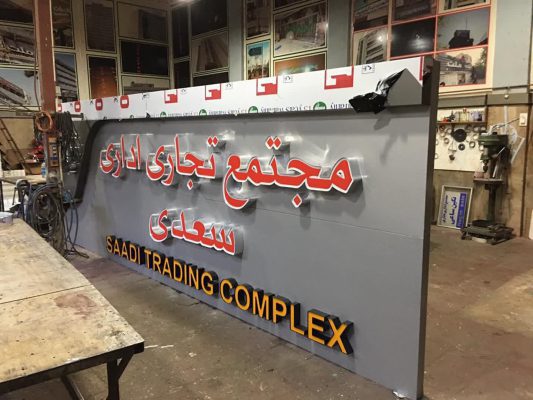 مجتمع تجاری اداری
سعدی
SAADI TRADING COMPLEX